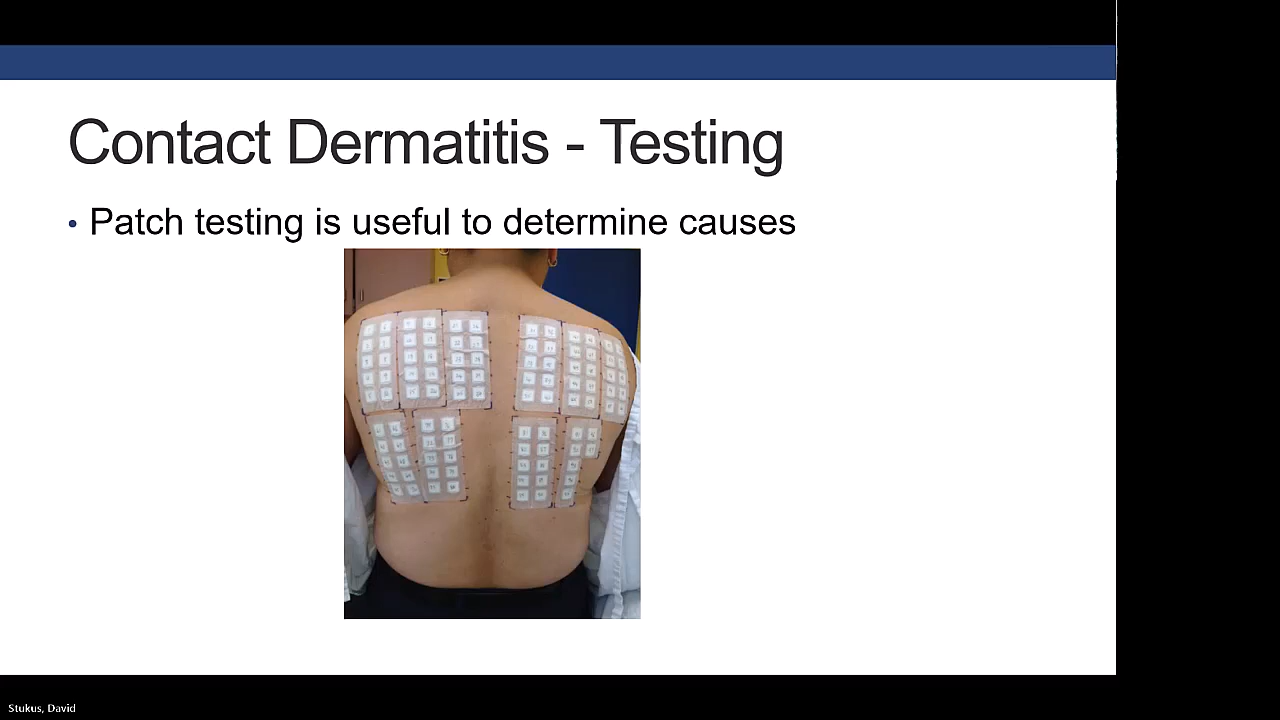 Contact Dermatitis - Testing
• Patch testing is useful to determine causes
Stukus, David